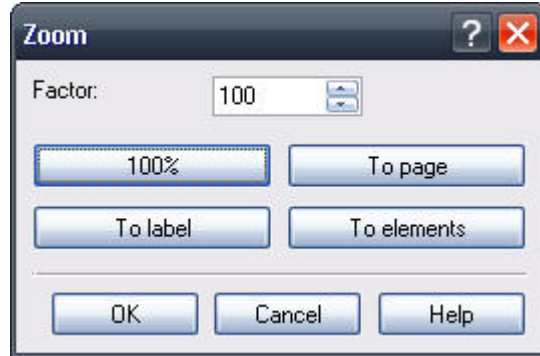 Zoom ?
Factor: 100
100% To page
To label To elements
OK Cancel Help